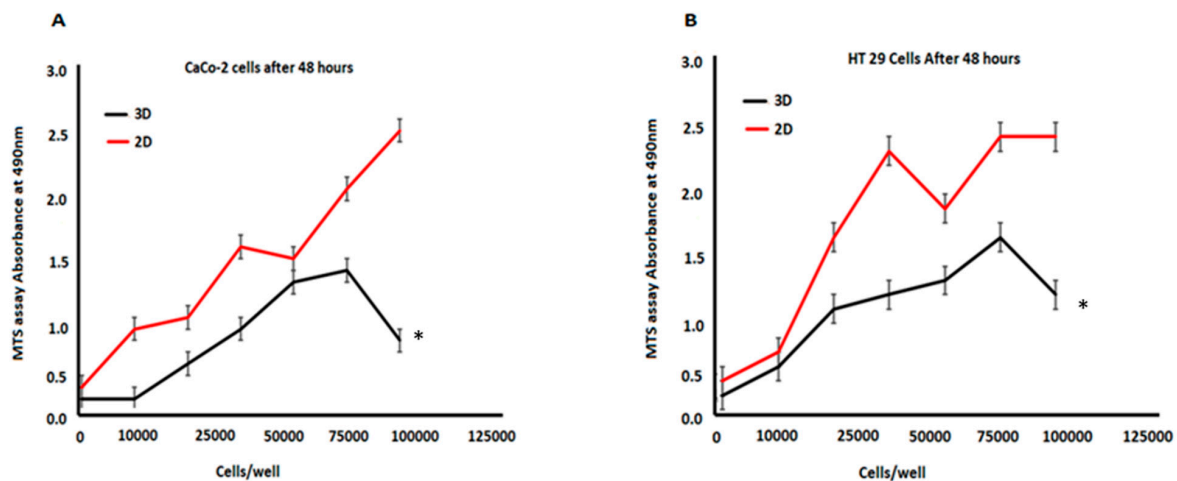 A
CaCo-2 cells after 48 hours
MTS assay Absorbance at 490nm
3.0
2.5
2.0
1.5
1.0
0.5
0.0
3D
2D
*
0 10000 25000 50000 75000 100000 125000
Cells/well
B
HT 29 Cells After 48 hours
MTS assay Absorbance at 490nm
3.0
2.5
2.0
1.5
1.0
0.5
0.0
3D
2D
*
0 10000 25000 50000 75000 100000 125000
Cells/well